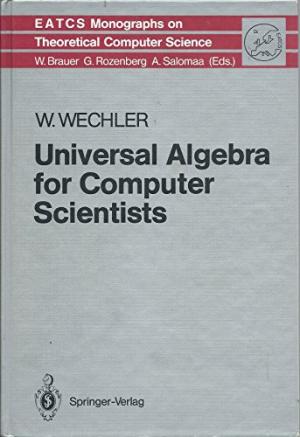 EATCS Monographs on
Theoretical Computer Science
W. Brauer G. Rozenberg A. Salomaa (Eds.)
W. WECHLER
Universal Algebra
for Computer
Scientists
Springer-Verlag